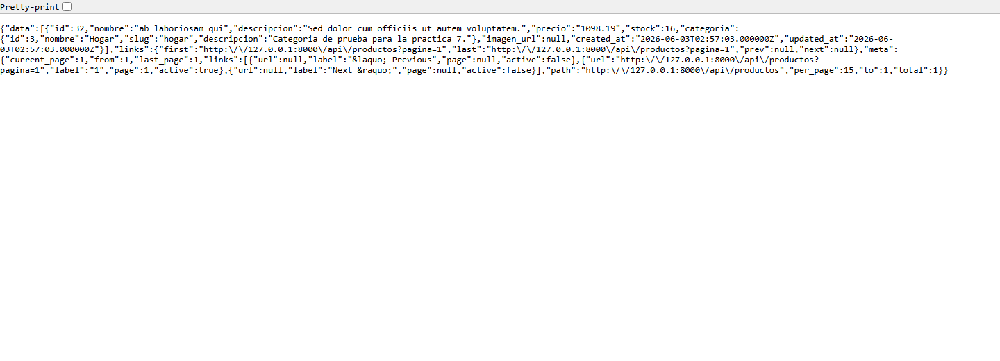 Pretty-print
{"data":[{"id":32,"nombre":"ab laboriosam qui","descripcion":"Sed dolor cum officiis ut autem voluptatem.","precio":"1098.19","stock":16,"categoria":
{"id":3,"nombre":"Hogar","slug":"hogar","descripcion":"Categoria de prueba para la practica 7."},"imagen_url":null,"created_at":"2026-06-03T02:57:03.000000Z","updated_at":"2026-06-
03T02:57:03.000000Z"}],"links":{"first":"http:\/\/127.0.0.1:8000\/api\/productos?pagina=1","last":"http:\/\/127.0.0.1:8000\/api\/productos?pagina=1","prev":null,"next":null},"meta":
{"current_page":1,"from":1,"last_page":1,"links":[{"url":null,"label":"&laquo; Previous","page":null,"active":false},{"url":"http:\/\/127.0.0.1:8000\/api\/productos?
pagina=1","label":"1","page":1,"active":true},{"url":null,"label":"Next &raquo;","page":null,"active":false}],"path":"http:\/\/127.0.0.1:8000\/api\/productos","per_page":15,"to":1,"total":1}}